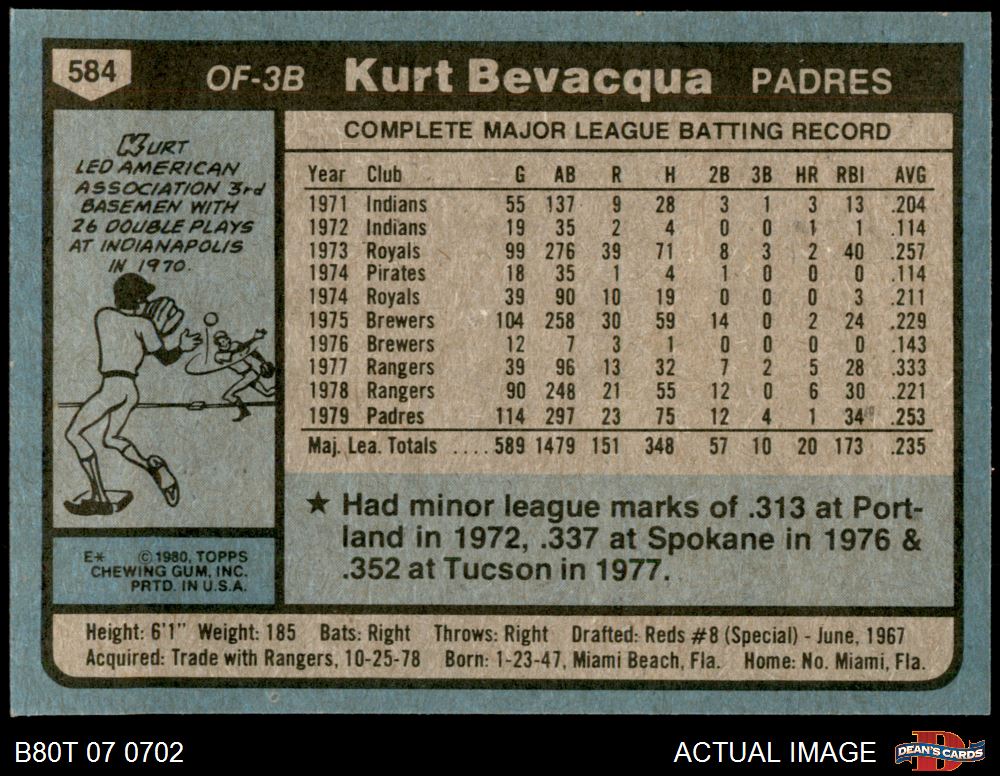 584 OF-3B Kurt Bevacqua PADRES
KURT
LED AMERICAN
ASSOCIATION 3rd
BASEMEN WITH
26 DOUBLE PLAYS
AT INDIANAPOLIS
IN 1970.
E* © 1980, TOPPS
CHEWING GUM, INC.
PRTD. IN U.S.A.
COMPLETE MAJOR LEAGUE BATTING RECORD
Year Club G AB R H 2B 3B HR RBI AVG
1971 Indians 55 137 9 28 3 1 3 13 .204
1972 Indians 19 35 2 4 0 0 1 1 .114
1973 Royals 99 276 39 71 8 3 2 40 .257
1974 Pirates 18 35 1 4 1 0 0 0 .114
1974 Royals 39 90 10 19 0 0 0 3 .211
1975 Brewers 104 258 30 59 14 0 2 24 .229
1976 Brewers 12 7 3 1 0 0 0 0 .143
1977 Rangers 39 96 13 32 7 2 5 28 .333
1978 Rangers 90 248 21 55 12 0 6 30 .221
1979 Padres 114 297 23 75 12 4 1 34 .253
Maj. Lea. Totals .... 589 1479 151 348 57 10 20 173 .235
★ Had minor league marks of .313 at Port-
land in 1972, .337 at Spokane in 1976 &
.352 at Tucson in 1977.
Height: 6'1" Weight: 185 Bats: Right Throws: Right Drafted: Reds #8 (Special) - June, 1967
Acquired: Trade with Rangers, 10-25-78 Born: 1-23-47, Miami Beach, Fla. Home: No. Miami, Fla.
B80T 07 0702 ACTUAL IMAGE D DEAN'S CARDS